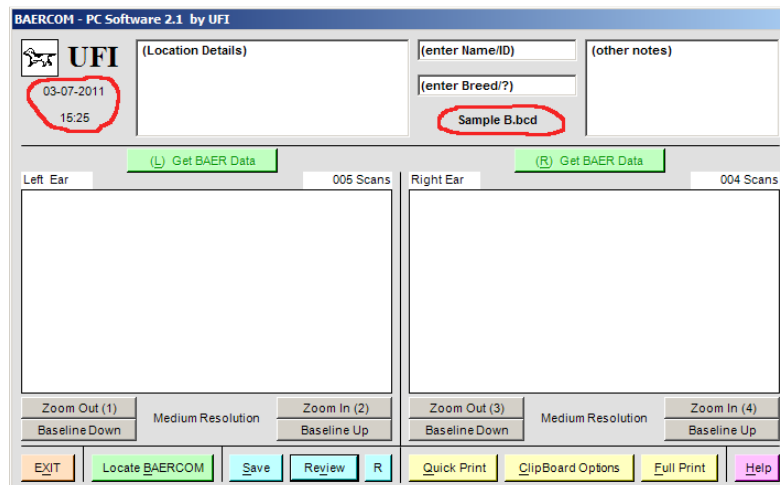 BAERCOM - PC Software 2.1 by UFI
UFI
03-07-2011
15:25
(Location Details)
(enter Name/ID)
(enter Breed/?)
Sample B.bcd
(other notes)
(L) Get BAER Data
(R) Get BAER Data
Left Ear
005 Scans
Right Ear
004 Scans
Zoom Out (1)
Baseline Down
Medium Resolution
Zoom In (2)
Baseline Up
Zoom Out (3)
Baseline Down
Medium Resolution
Zoom In (4)
Baseline Up
EXIT
Locate BAERCOM
Save
Review
R
Quick Print
ClipBoard Options
Full Print
Help